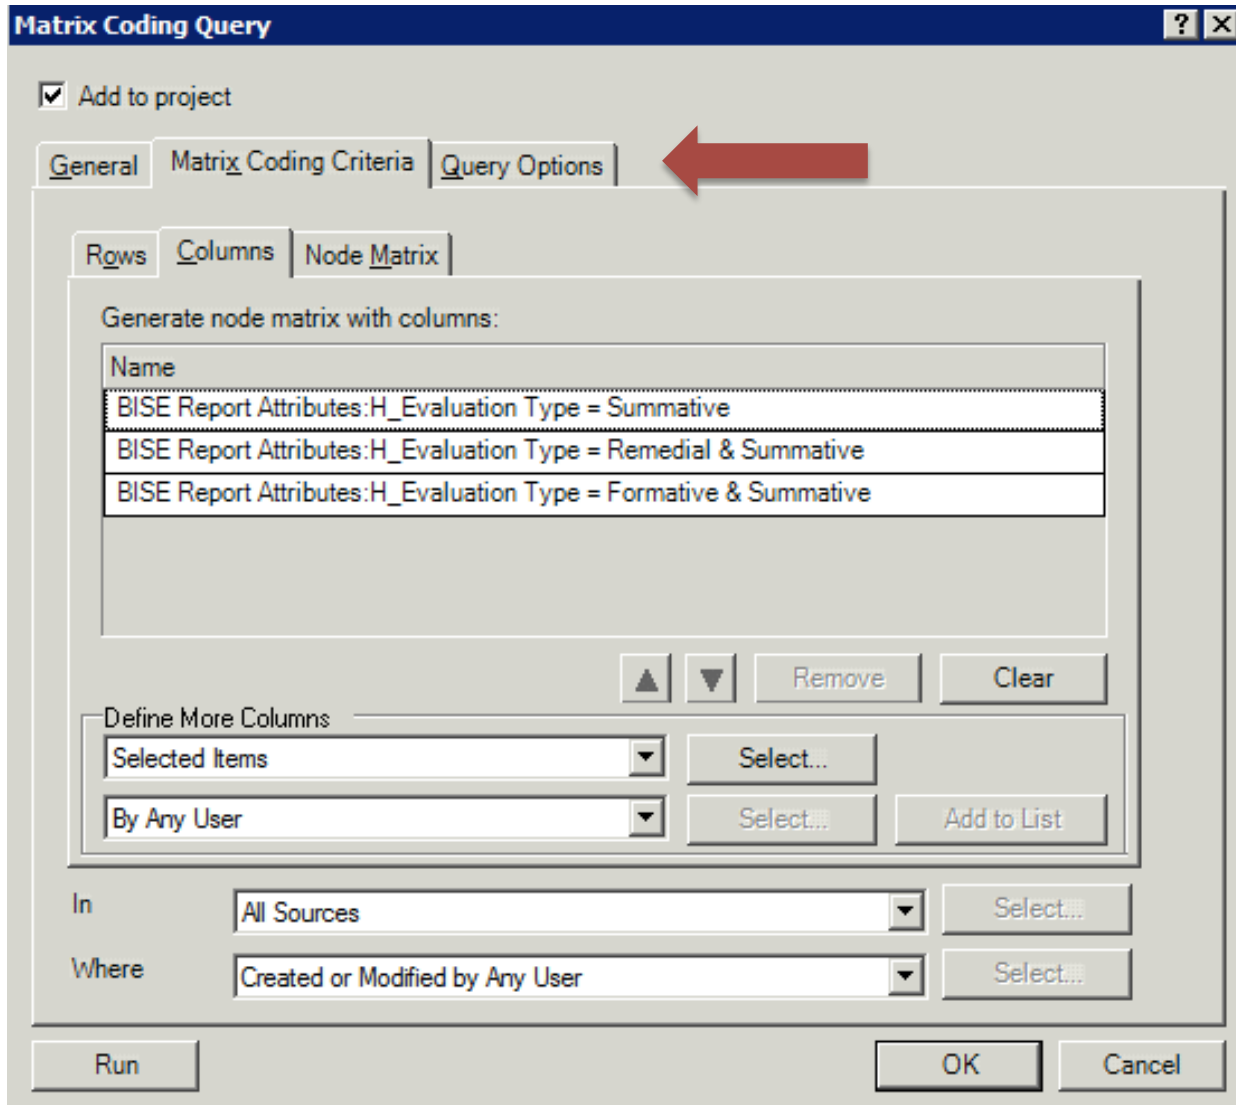 Matrix Coding Query
Add to project
General Matrix Coding Criteria Query Options
Rows Columns Node Matrix
Generate node matrix with columns:
Name
BISE Report Attributes:H_Evaluation Type = Summative
BISE Report Attributes:H_Evaluation Type = Remedial & Summative
BISE Report Attributes:H_Evaluation Type = Formative & Summative
Remove Clear
Define More Columns
Selected Items Select...
By Any User Select... Add to List
In All Sources Select...
Where Created or Modified by Any User Select...
Run OK Cancel